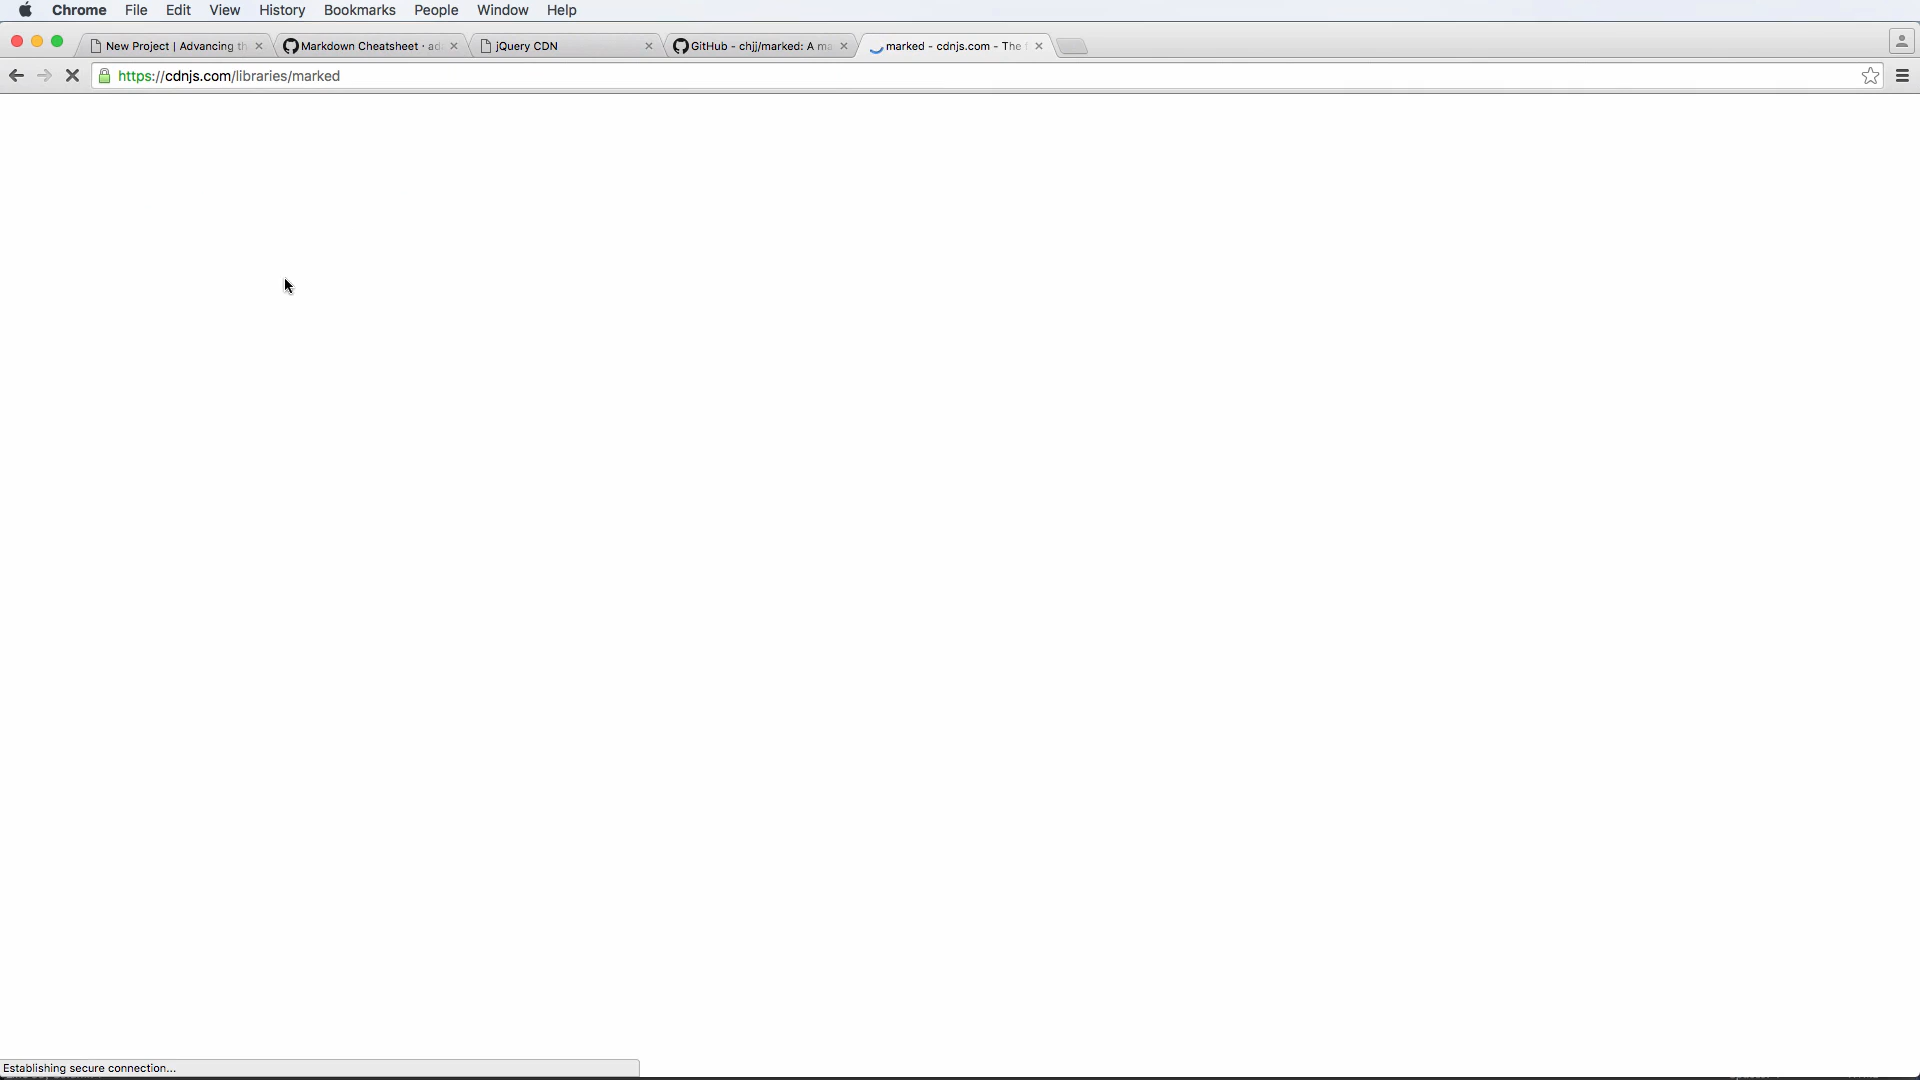 Chrome File Edit View History Bookmarks People Window Help
New Project | Advancing th
Markdown Cheatsheet · ad
jQuery CDN
GitHub - chjj/marked: A ma
marked - cdnjs.com - The f
https://cdnjs.com/libraries/marked
Establishing secure connection...